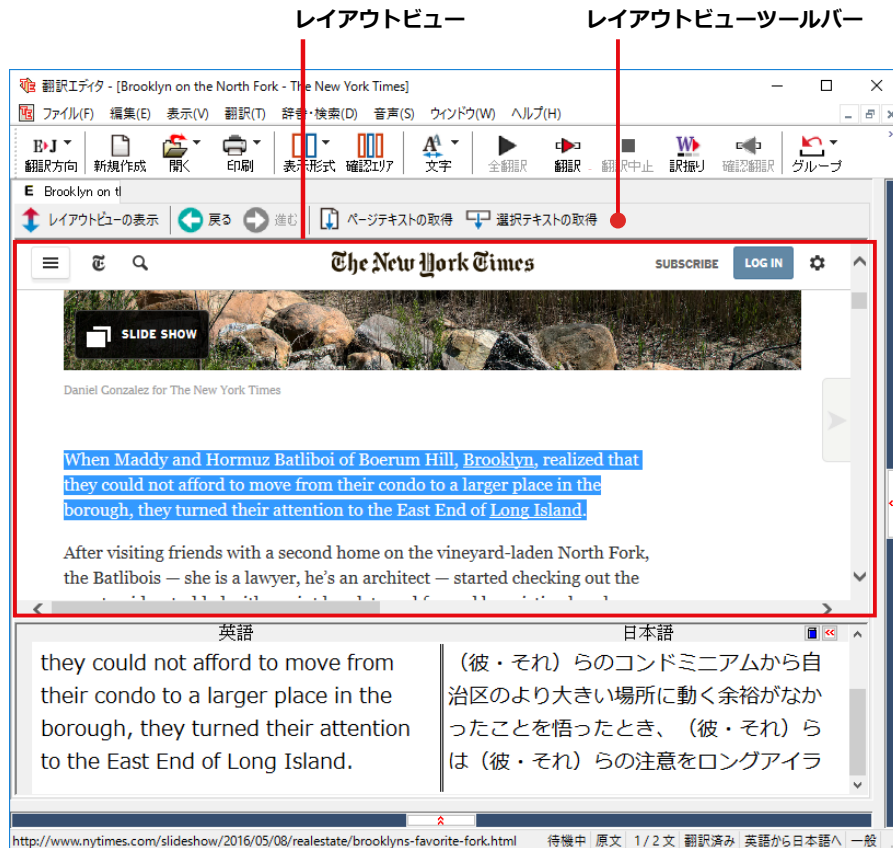 レイアウトビュー レイアウトビューツールバー
翻訳エディタ - [Brooklyn on the North Fork - The New York Times]
ファイル(F) 編集(E) 表示(V) 翻訳(T) 辞書・検索(D) 音声(S) ウィンドウ(W) ヘルプ(H)
E▸J
翻訳方向 新規作成 開く 印刷 表示形式 確認エリア 文字 全翻訳 翻訳 翻訳中止 訳振り 確認翻訳 グループ
E Brooklyn on tl
レイアウトビューの表示 戻る 進む ページテキストの取得 選択テキストの取得
The New York Times SUBSCRIBE LOG IN
SLIDE SHOW
Daniel Gonzalez for The New York Times
When Maddy and Hormuz Batliboi of Boerum Hill, Brooklyn, realized that
they could not afford to move from their condo to a larger place in the
borough, they turned their attention to the East End of Long Island.
After visiting friends with a second home on the vineyard-laden North Fork,
the Batlibois — she is a lawyer, he's an architect — started checking out the
英語 日本語
they could not afford to move from
their condo to a larger place in the
borough, they turned their attention
to the East End of Long Island.
（彼・それ）らのコンドミニアムから自
治区のより大きい場所に動く余裕がなか
ったことを悟ったとき、（彼・それ）ら
は（彼・それ）らの注意をロングアイラ
http://www.nytimes.com/slideshow/2016/05/08/realestate/brooklyns-favorite-fork.html 待機中 原文 1/2文 翻訳済み 英語から日本語へ 一般